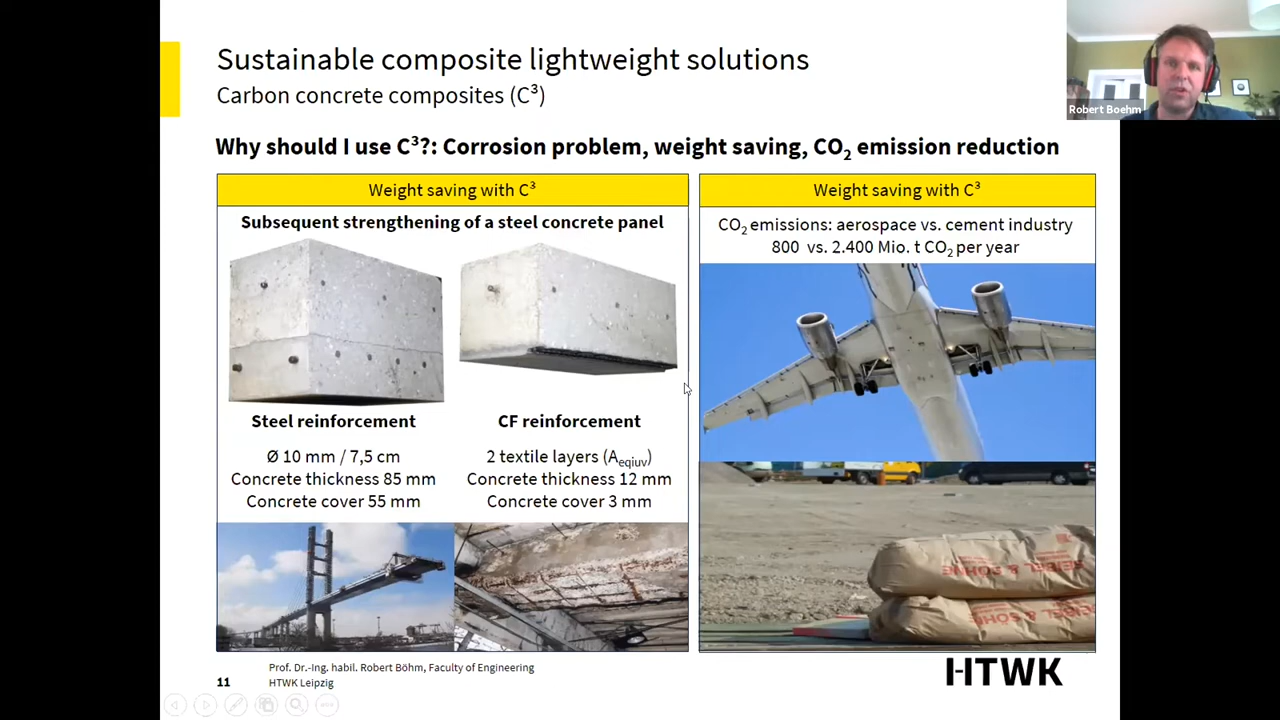 Sustainable composite lightweight solutions
Carbon concrete composites (C³)
Robert Boehm
Why should I use C³?: Corrosion problem, weight saving, CO₂ emission reduction
Weight saving with C³
Subsequent strengthening of a steel concrete panel
Steel reinforcement
Ø 10 mm / 7,5 cm
Concrete thickness 85 mm
Concrete cover 55 mm
CF reinforcement
2 textile layers (Aeqiuv)
Concrete thickness 12 mm
Concrete cover 3 mm
Weight saving with C³
CO₂ emissions: aerospace vs. cement industry
800 vs. 2.400 Mio. t CO₂ per year
Prof. Dr.-Ing. habil. Robert Böhm, Faculty of Engineering
11 HTWK Leipzig
HTWK